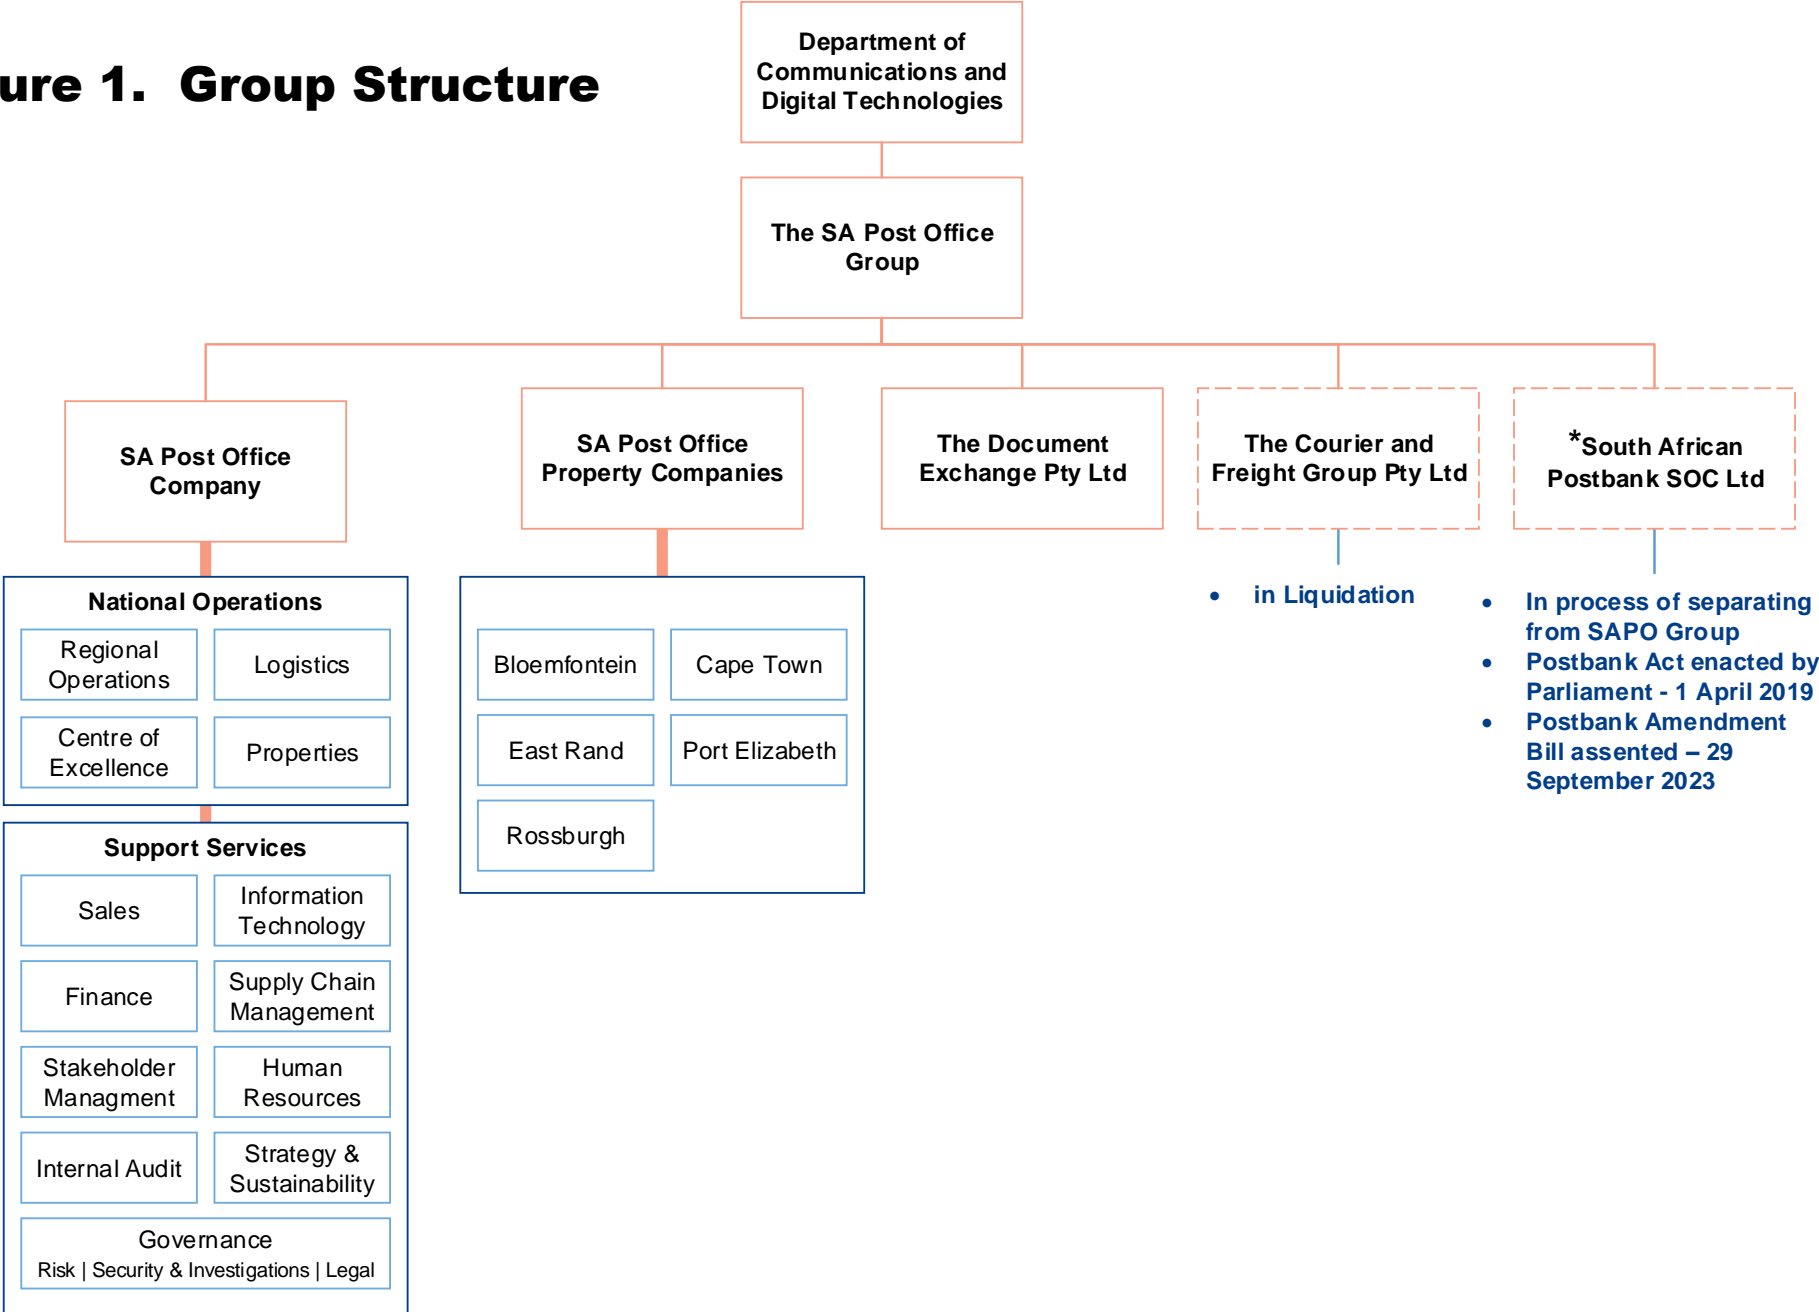 ure 1. Group Structure
Department of
Communications and
Digital Technologies
The SA Post Office
Group
SA Post Office
Company
SA Post Office
Property Companies
The Document
Exchange Pty Ltd
The Courier and
Freight Group Pty Ltd
*South African
Postbank SOC Ltd
National Operations
Regional
Operations
Logistics
Centre of
Excellence
Properties
Support Services
Sales
Information
Technology
Finance
Supply Chain
Management
Stakeholder
Managment
Human
Resources
Internal Audit
Strategy &
Sustainability
Governance
Risk | Security & Investigations | Legal
Bloemfontein
Cape Town
East Rand
Port Elizabeth
Rossburgh
• in Liquidation
• In process of separating
from SAPO Group
• Postbank Act enacted by
Parliament - 1 April 2019
• Postbank Amendment
Bill assented – 29
September 2023